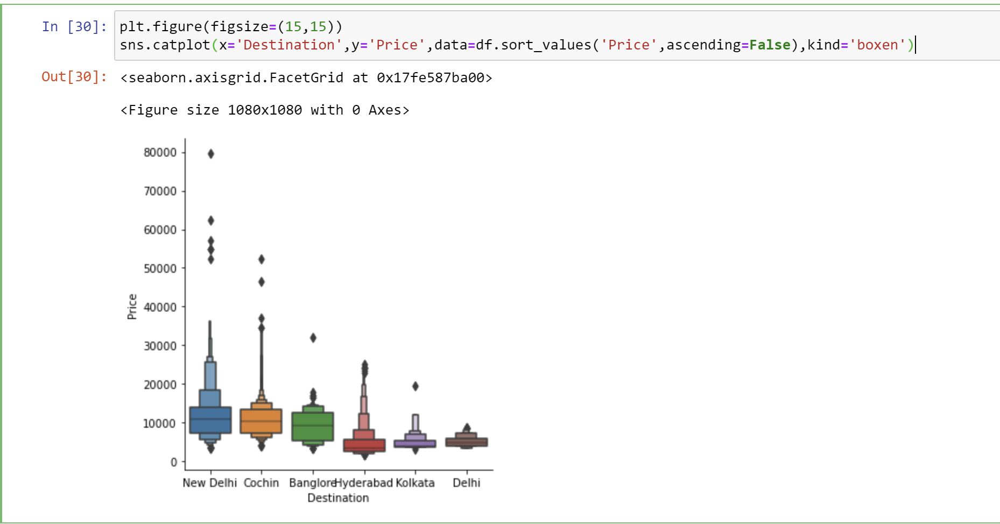 In [30]: plt.figure(figsize=(15,15))
sns.catplot(x='Destination',y='Price',data=df.sort_values('Price',ascending=False),kind='boxen')
Out[30]: <seaborn.axisgrid.FacetGrid at 0x17fe587ba00>
<Figure size 1080x1080 with 0 Axes>
80000
70000
60000
50000
40000
30000
20000
10000
0
Price
New Delhi Cochin Banglore Hyderabad Kolkata Delhi
Destination